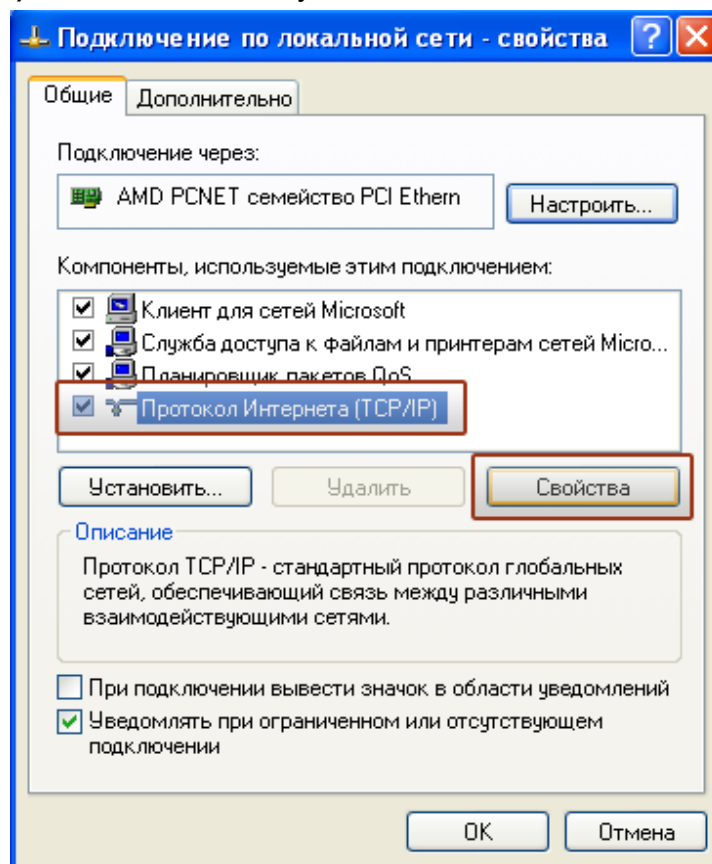 Подключение по локальной сети - свойства
Общие
Дополнительно
Подключение через:
AMD PCNET семейство PCI Ethern
Настроить...
Компоненты, используемые этим подключением:
Клиент для сетей Microsoft
Служба доступа к файлам и принтерам сетей Micro...
Планировщик пакетов QoS
Протокол Интернета (TCP/IP)
Установить...
Удалить
Свойства
Описание
Протокол TCP/IP - стандартный протокол глобальных
сетей, обеспечивающий связь между различными
взаимодействующими сетями.
При подключении вывести значок в области уведомлений
Уведомлять при ограниченном или отсутствующем
подключении
OK
Отмена